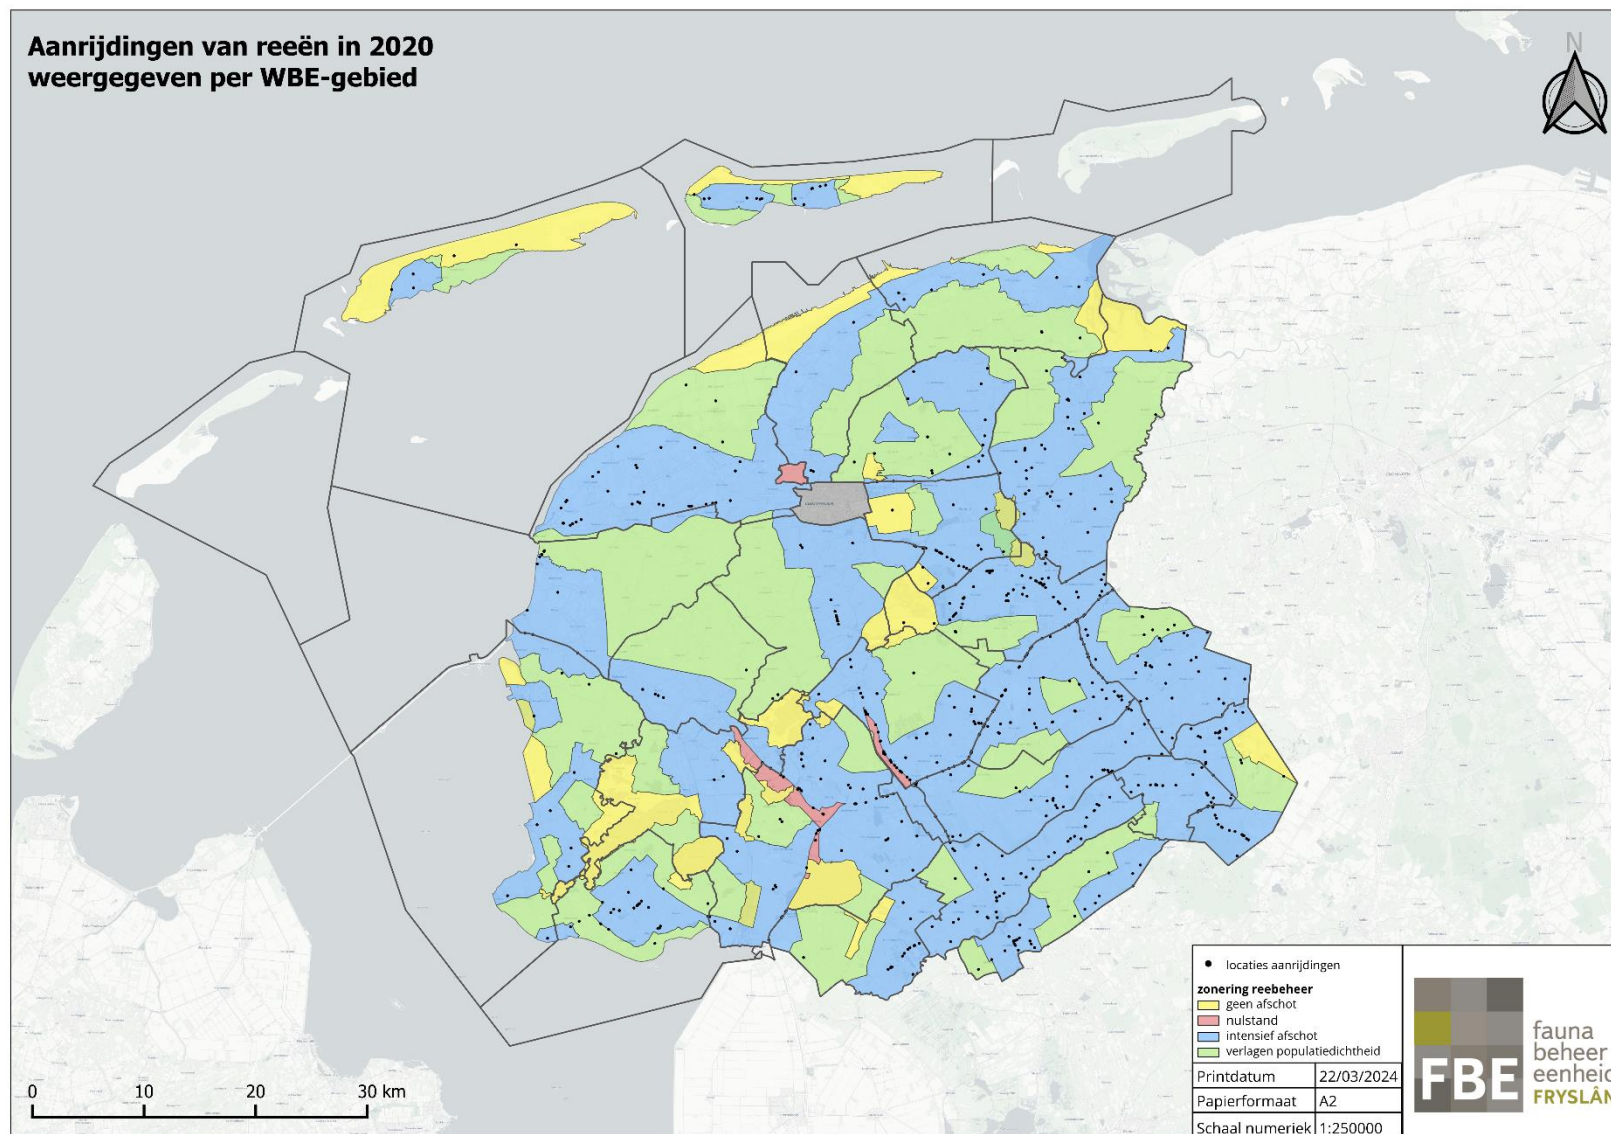 Aanrijdingen van reeën in 2020
weergegeven per WBE-gebied
N
locaties aanrijdingen
zonering reebeheer
geen afschot
nulstand
intensief afschot
verlagen populatiedichtheid
Printdatum 22/03/2024
Papierformaat A2
Schaal numeriek 1:250000
FBE
fauna
beheer
eenheid
FRYSLÂN
0 10 20 30 km